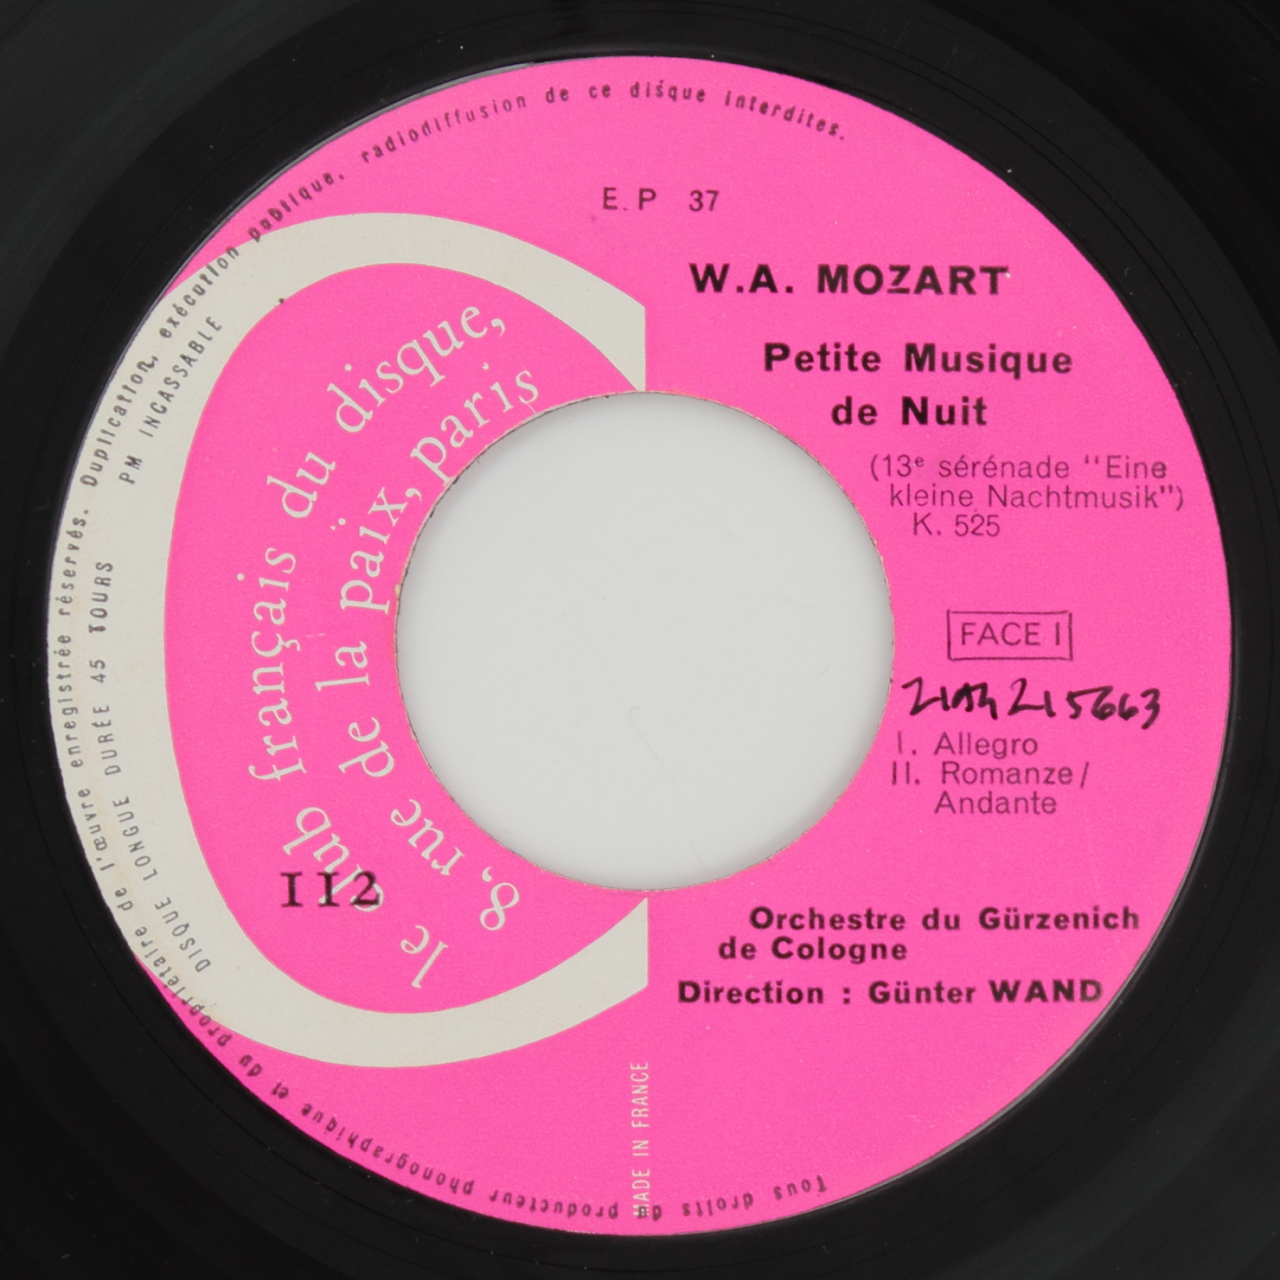 Tous droits du producteur phonographique et du propriétaire de l'œuvre enregistrée réservés. Duplication, exécution publique, radiodiffusion de ce disque interdites.
DISQUE LONGUE DURÉE 45 TOURS PM INCASSABLE
E.P 37
W.A. MOZART
Petite Musique
de Nuit
(13e sérénade "Eine
kleine Nachtmusik")
K. 525
le club français du disque,
8, rue de la païx, paris
FACE I
I. Allegro
II. Romanze/
Andante
112
Orchestre du Gürzenich
de Cologne
Direction : Günter WAND
MADE IN FRANCE